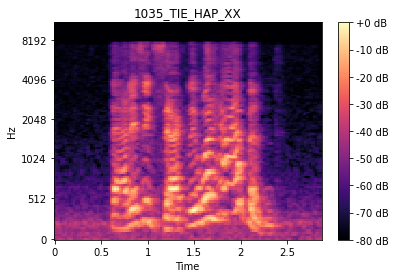 1035_TIE_HAP_XX
+0 dB
8192
-10 dB
4096
-20 dB
-30 dB
2048
Hz
-40 dB
1024
-50 dB
512
-60 dB
-70 dB
0
-80 dB
0 0.5 1 1.5 2 2.5
Time